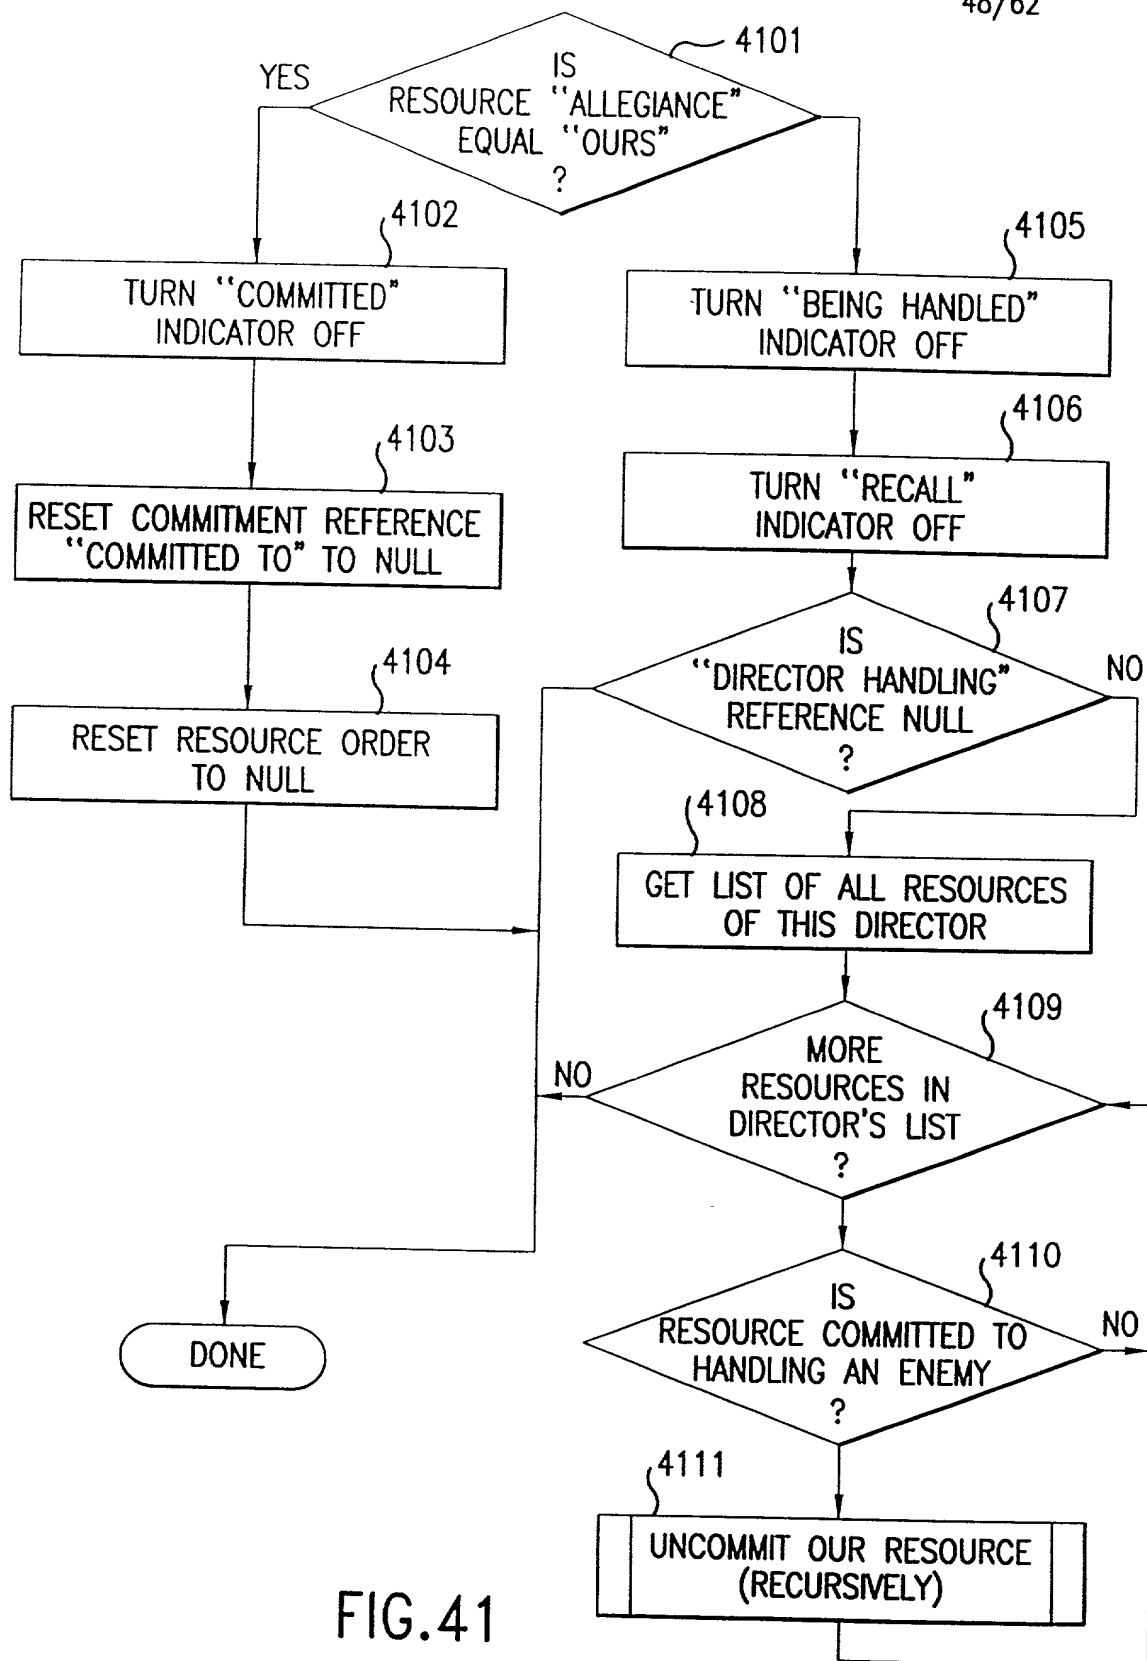 48/62
4101
YES
IS
RESOURCE "ALLEGIANCE"
EQUAL "OURS"
?
4102
TURN "COMMITTED"
INDICATOR OFF
4103
RESET COMMITMENT REFERENCE
"COMMITTED TO" TO NULL
4104
RESET RESOURCE ORDER
TO NULL
4105
TURN "BEING HANDLED"
INDICATOR OFF
4106
TURN "RECALL"
INDICATOR OFF
4107
IS
"DIRECTOR HANDLING"
REFERENCE NULL
?
NO
4108
GET LIST OF ALL RESOURCES
OF THIS DIRECTOR
4109
MORE
RESOURCES IN
DIRECTOR'S LIST
?
NO
4110
IS
RESOURCE COMMITTED TO
HANDLING AN ENEMY
?
NO
DONE
4111
UNCOMMIT OUR RESOURCE
(RECURSIVELY)
FIG.41